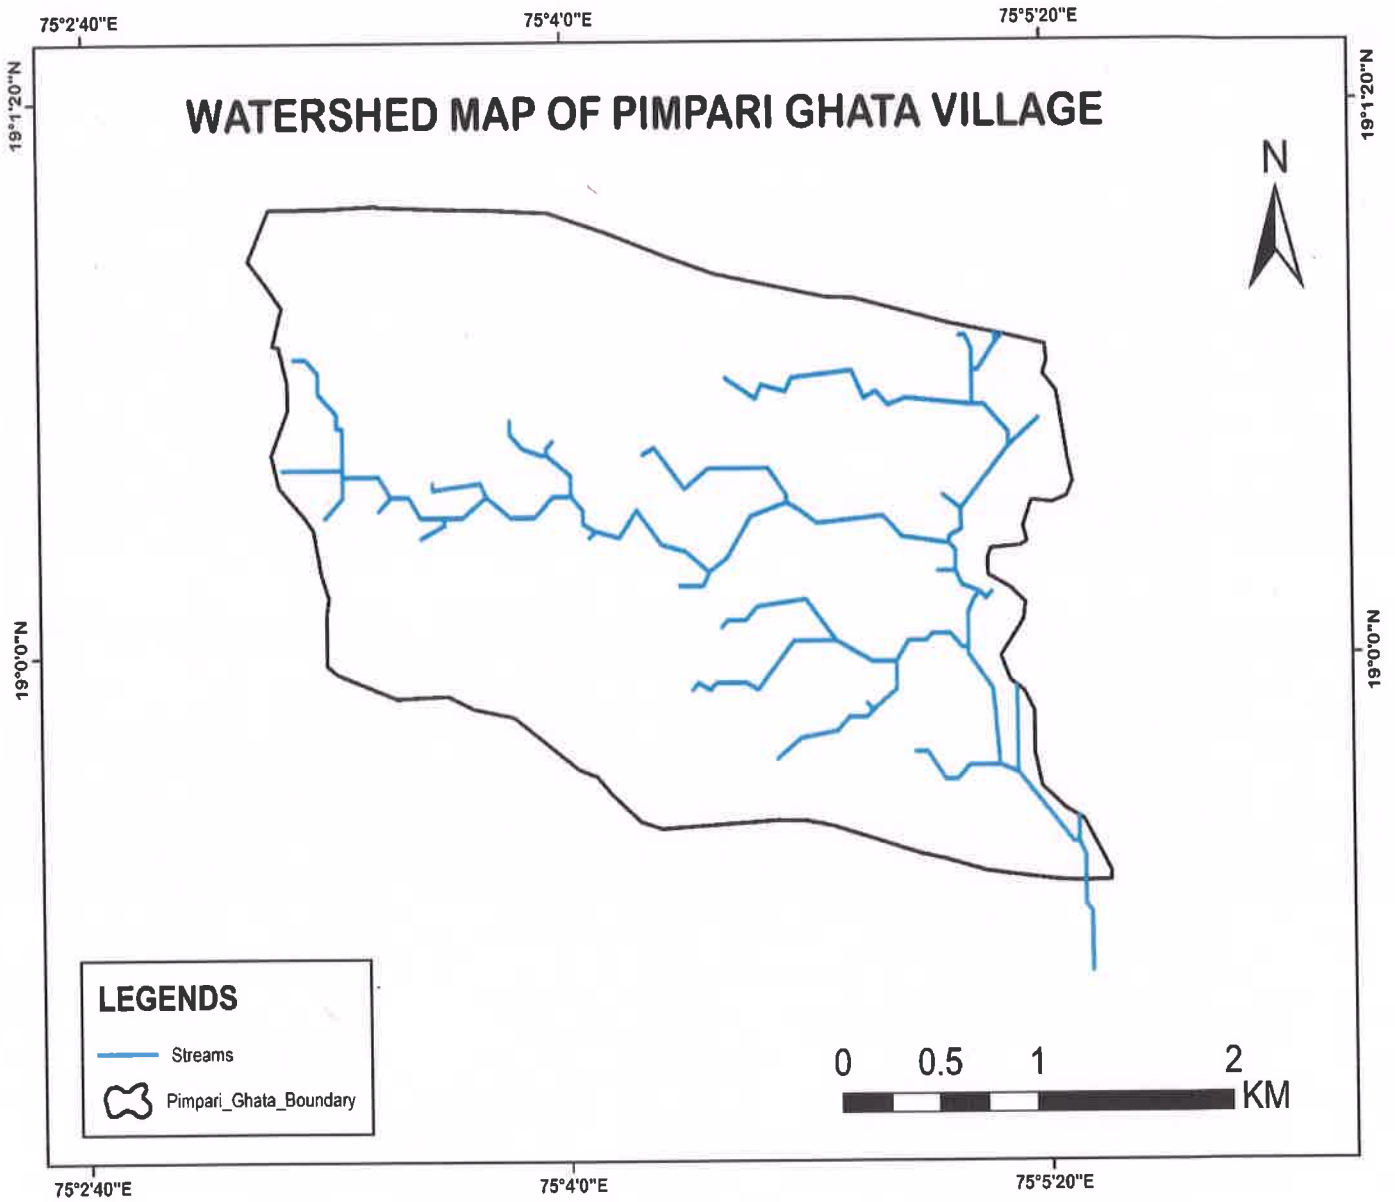 75°2'40"E 75°4'0"E 75°5'20"E
19°1'20"N 19°1'20"N
WATERSHED MAP OF PIMPARI GHATA VILLAGE
N
19°0'0"N 19°0'0"N
LEGENDS
Streams
Pimpari_Ghata_Boundary
0 0.5 1 2
KM
75°2'40"E 75°4'0"E 75°5'20"E